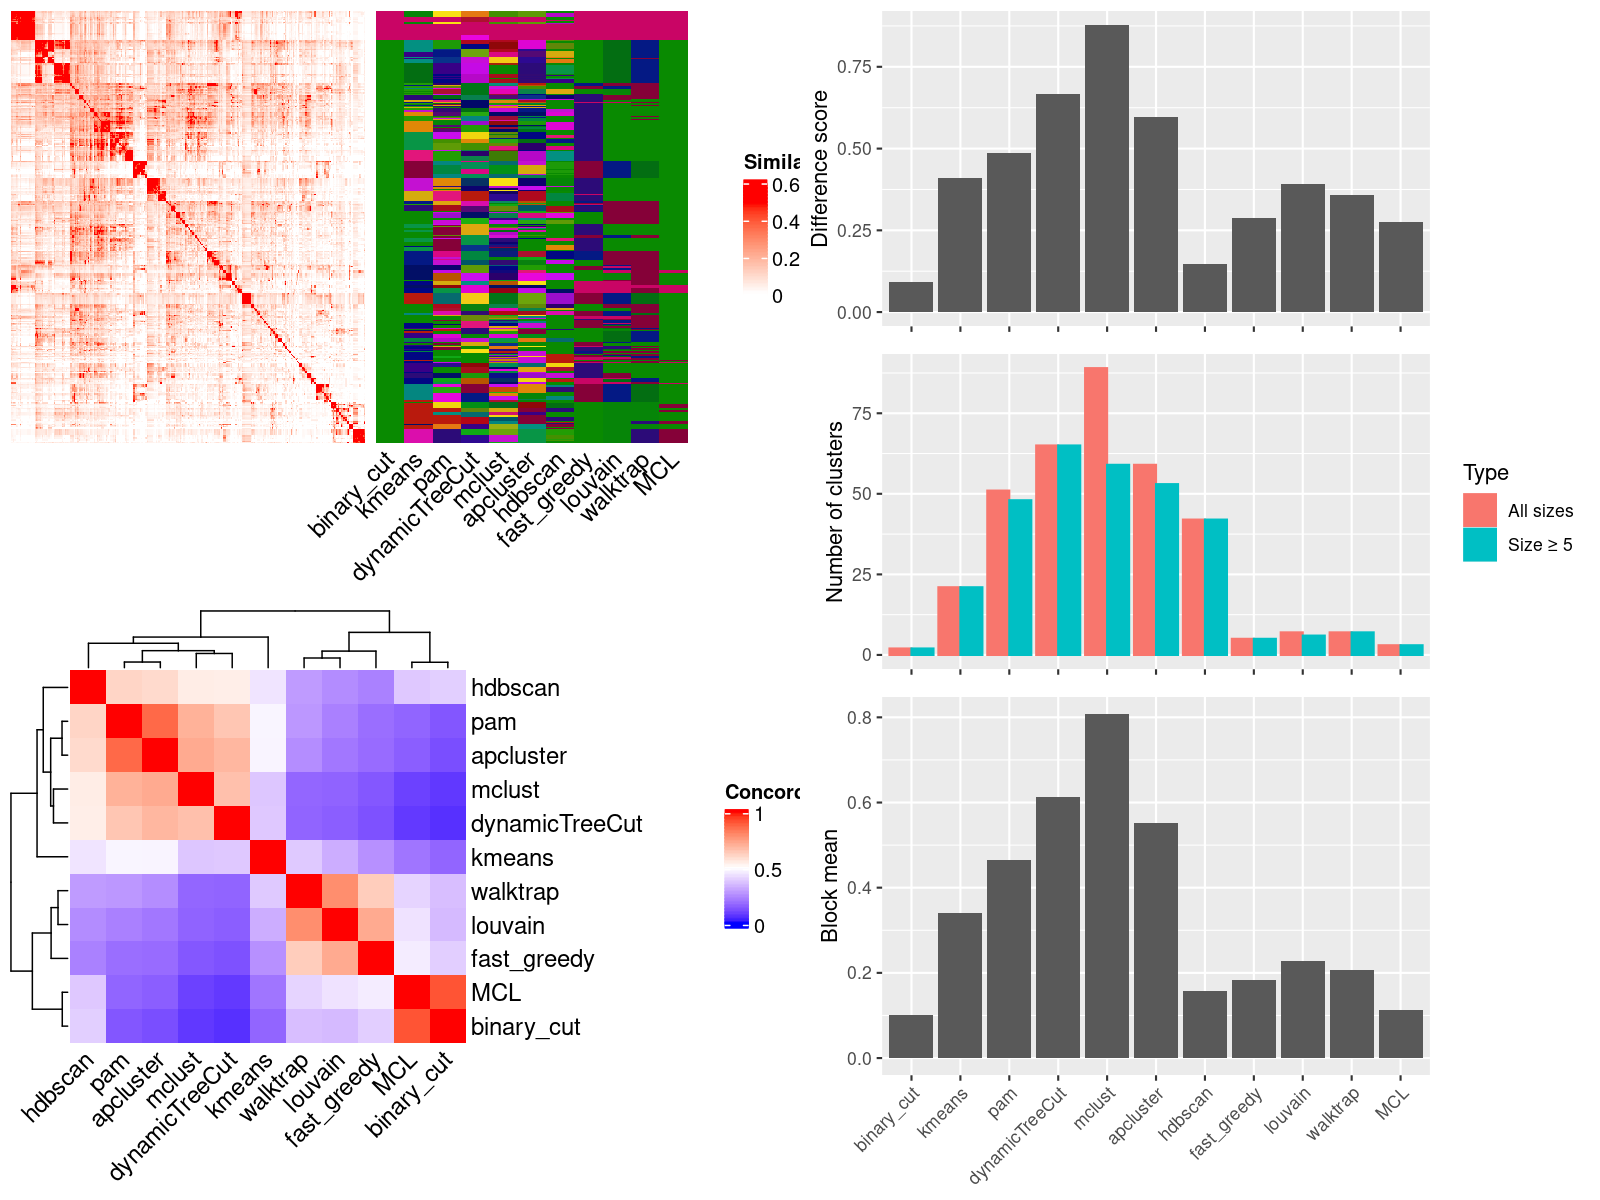 Simila
0.6
0.4
0.2
0
binary_cut
kmeans
pam
dynamicTreeCut
mclust
apcluster
hdbscan
fast_greedy
louvain
walktrap
MCL
hdbscan
pam
apcluster
mclust
dynamicTreeCut
kmeans
walktrap
louvain
fast_greedy
MCL
binary_cut
hdbscan
pam
apcluster
mclust
dynamicTreeCut
kmeans
walktrap
louvain
fast_greedy
MCL
binary_cut
Concord
1
0.5
0
Difference score
0.75
0.50
0.25
0.00
Number of clusters
75
50
25
0
Type
All sizes
Size ≥ 5
Block mean
0.8
0.6
0.4
0.2
0.0
binary_cut
kmeans
pam
dynamicTreeCut
mclust
apcluster
hdbscan
fast_greedy
louvain
walktrap
MCL